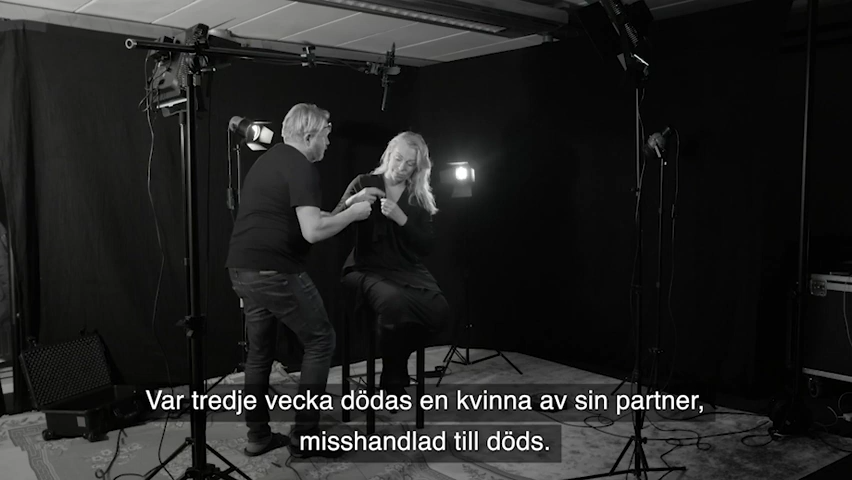 Var tredje vecka dödas en kvinna av sin partner,
misshandlad till döds.